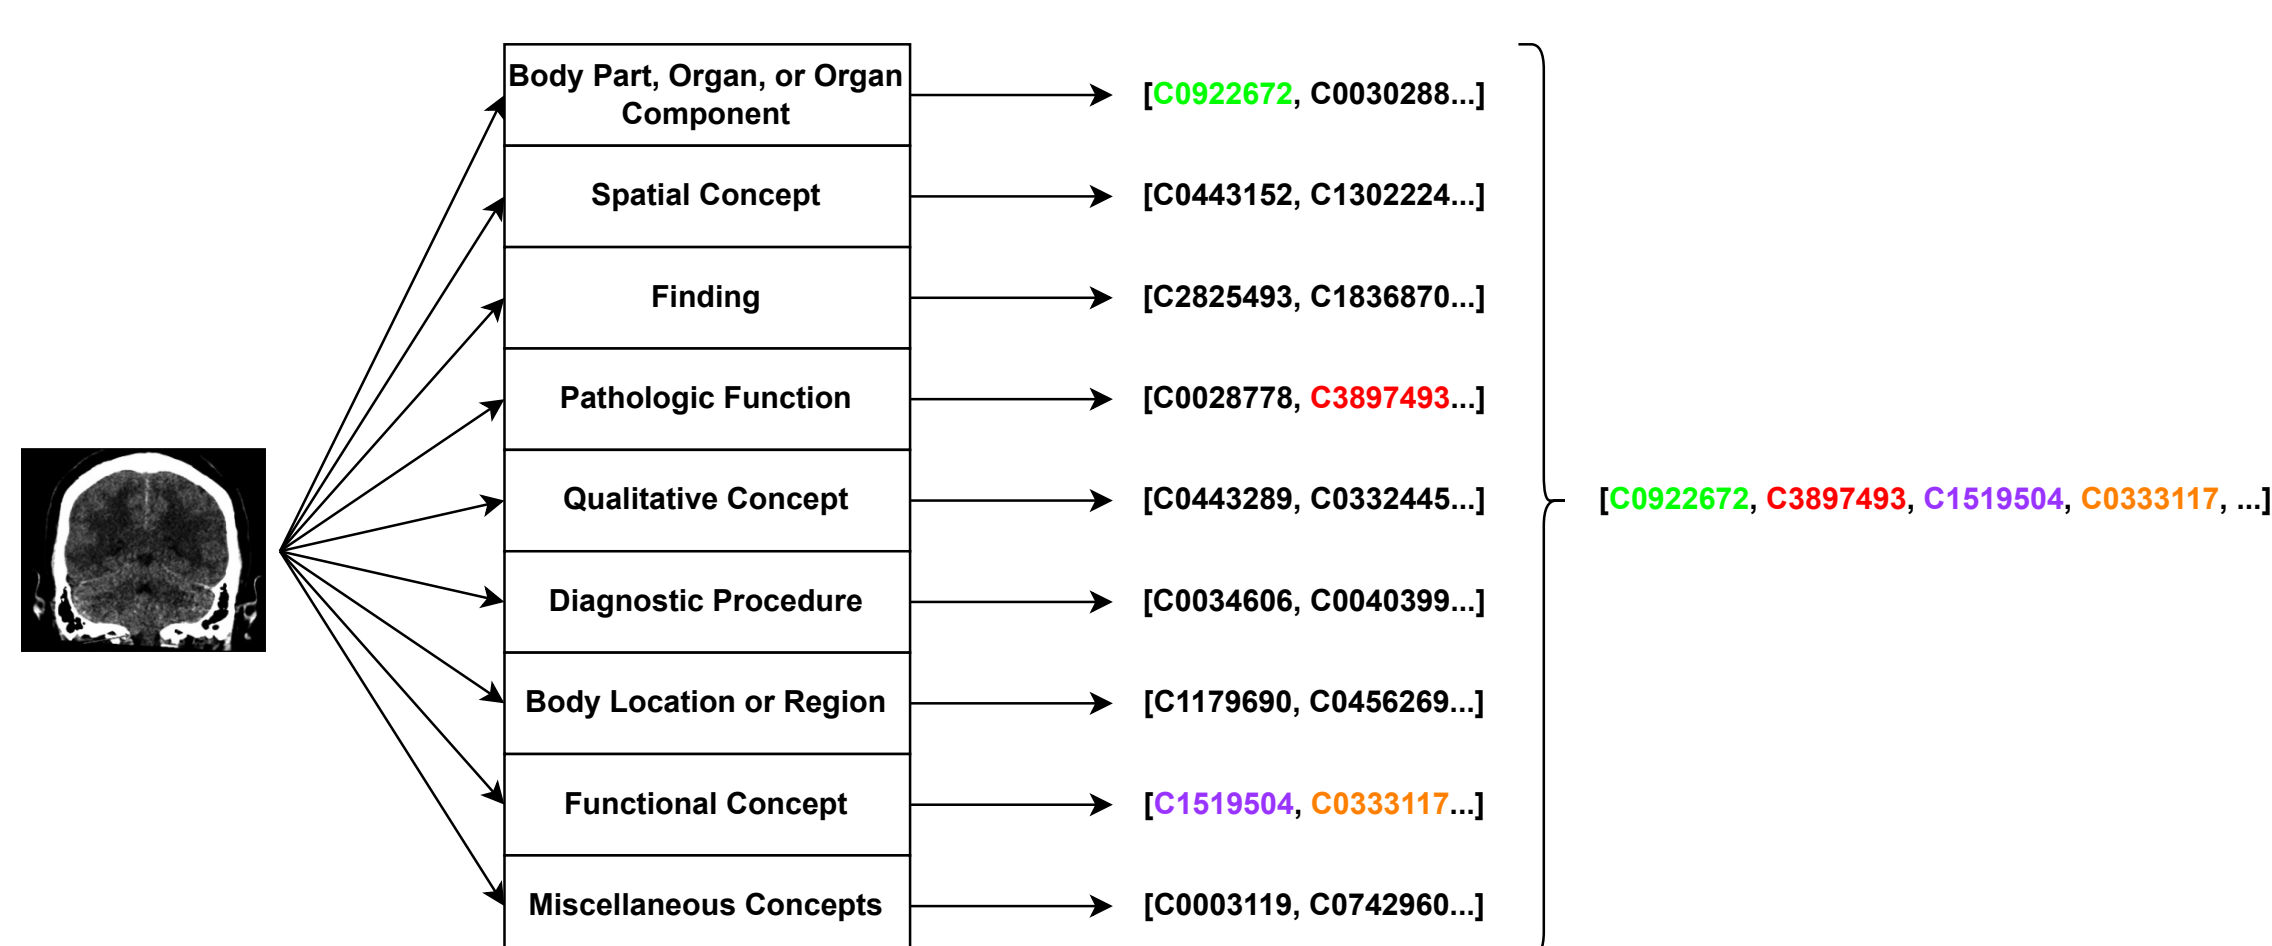 Body Part, Organ, or Organ
Component
[C0922672, C0030288...]
Spatial Concept
[C0443152, C1302224...]
Finding
[C2825493, C1836870...]
Pathologic Function
[C0028778, C3897493...]
Qualitative Concept
[C0443289, C0332445...]
[C0922672, C3897493, C1519504, C0333117, ...]
Diagnostic Procedure
[C0034606, C0040399...]
Body Location or Region
[C1179690, C0456269...]
Functional Concept
[C1519504, C0333117...]
Miscellaneous Concepts
[C0003119, C0742960...]